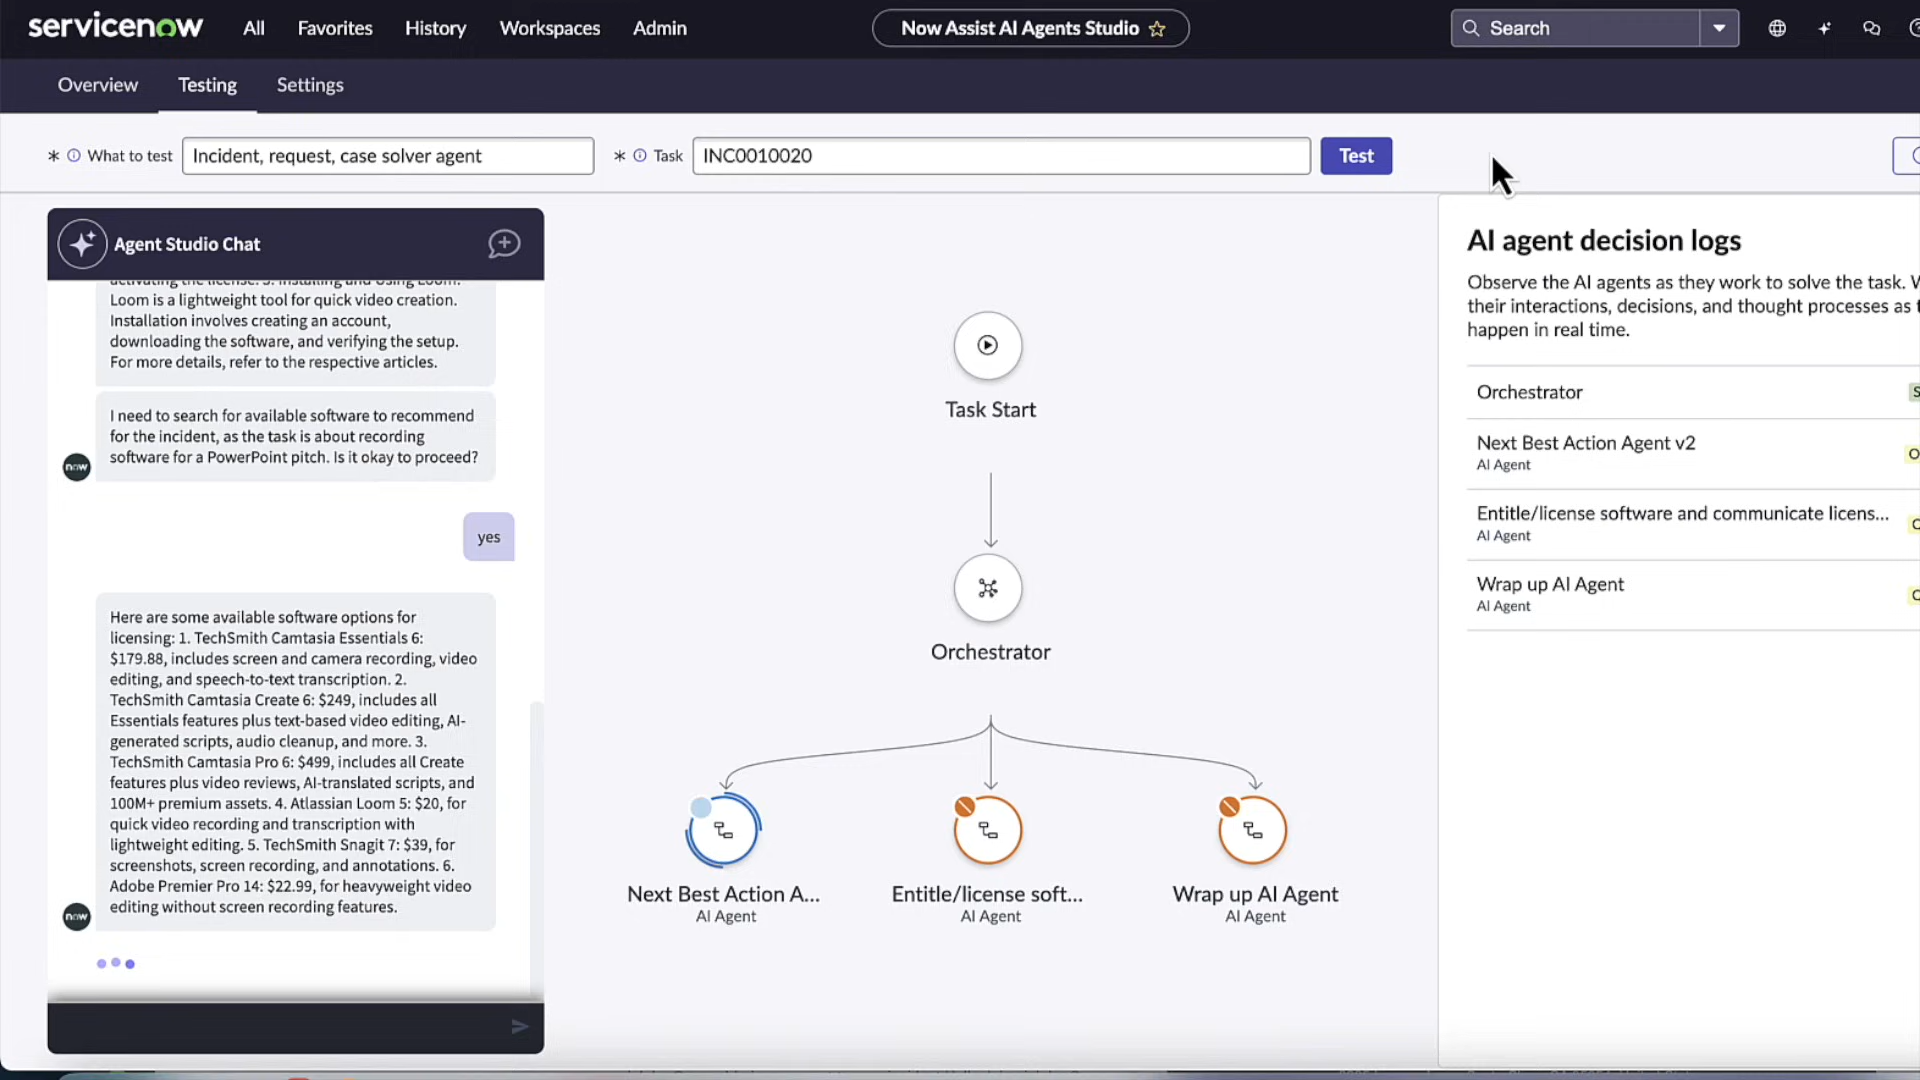 servicenow
All
Favorites
History
Workspaces
Admin
Now Assist AI Agents Studio
Search
Overview
Testing
Settings
* What to test
Incident, request, case solver agent
* Task
INC0010020
Test
Agent Studio Chat
activating the license. 3. Installing and Using Loom:
Loom is a lightweight tool for quick video creation.
Installation involves creating an account,
downloading the software, and verifying the setup.
For more details, refer to the respective articles.
I need to search for available software to recommend
for the incident, as the task is about recording
software for a PowerPoint pitch. Is it okay to proceed?
now
yes
Here are some available software options for
licensing: 1. TechSmith Camtasia Essentials 6:
$179.88, includes screen and camera recording, video
editing, and speech-to-text transcription. 2.
TechSmith Camtasia Create 6: $249, includes all
Essentials features plus text-based video editing, AI-
generated scripts, audio cleanup, and more. 3.
TechSmith Camtasia Pro 6: $499, includes all Create
features plus video reviews, AI-translated scripts, and
100M+ premium assets. 4. Atlassian Loom 5: $20, for
quick video recording and transcription with
lightweight editing. 5. TechSmith Snagit 7: $39, for
screenshots, screen recording, and annotations. 6.
Adobe Premier Pro 14: $22.99, for heavyweight video
editing without screen recording features.
now
Task Start
Orchestrator
Next Best Action A...
AI Agent
Entitle/license soft...
AI Agent
Wrap up AI Agent
AI Agent
AI agent decision logs
Observe the AI agents as they work to solve the task. 
their interactions, decisions, and thought processes as
happen in real time.
Orchestrator
Next Best Action Agent v2
AI Agent
Entitle/license software and communicate licens...
AI Agent
Wrap up AI Agent
AI Agent